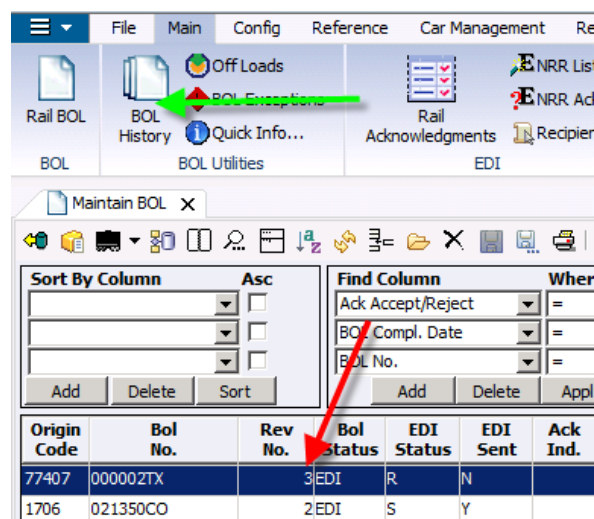 File Main Config Reference Car Management Re
Off Loads
BOL Exceptions
Quick Info...
Rail BOL
BOL
History
Rail
Acknowledgments
NRR List
NRR Ack
Recipien
BOL BOL Utilities EDI
Maintain BOL X
Sort By Column Asc
Find Column Wher
Ack Accept/Reject =
BOL Compl. Date =
BOL No. =
Add Delete Sort
Add Delete Appl
Origin Code Bol No. Rev No. Bol Status EDI Status EDI Sent Ack Ind.
77407 000002TX 3 EDI R N
1706 021350CO 2 EDI S Y